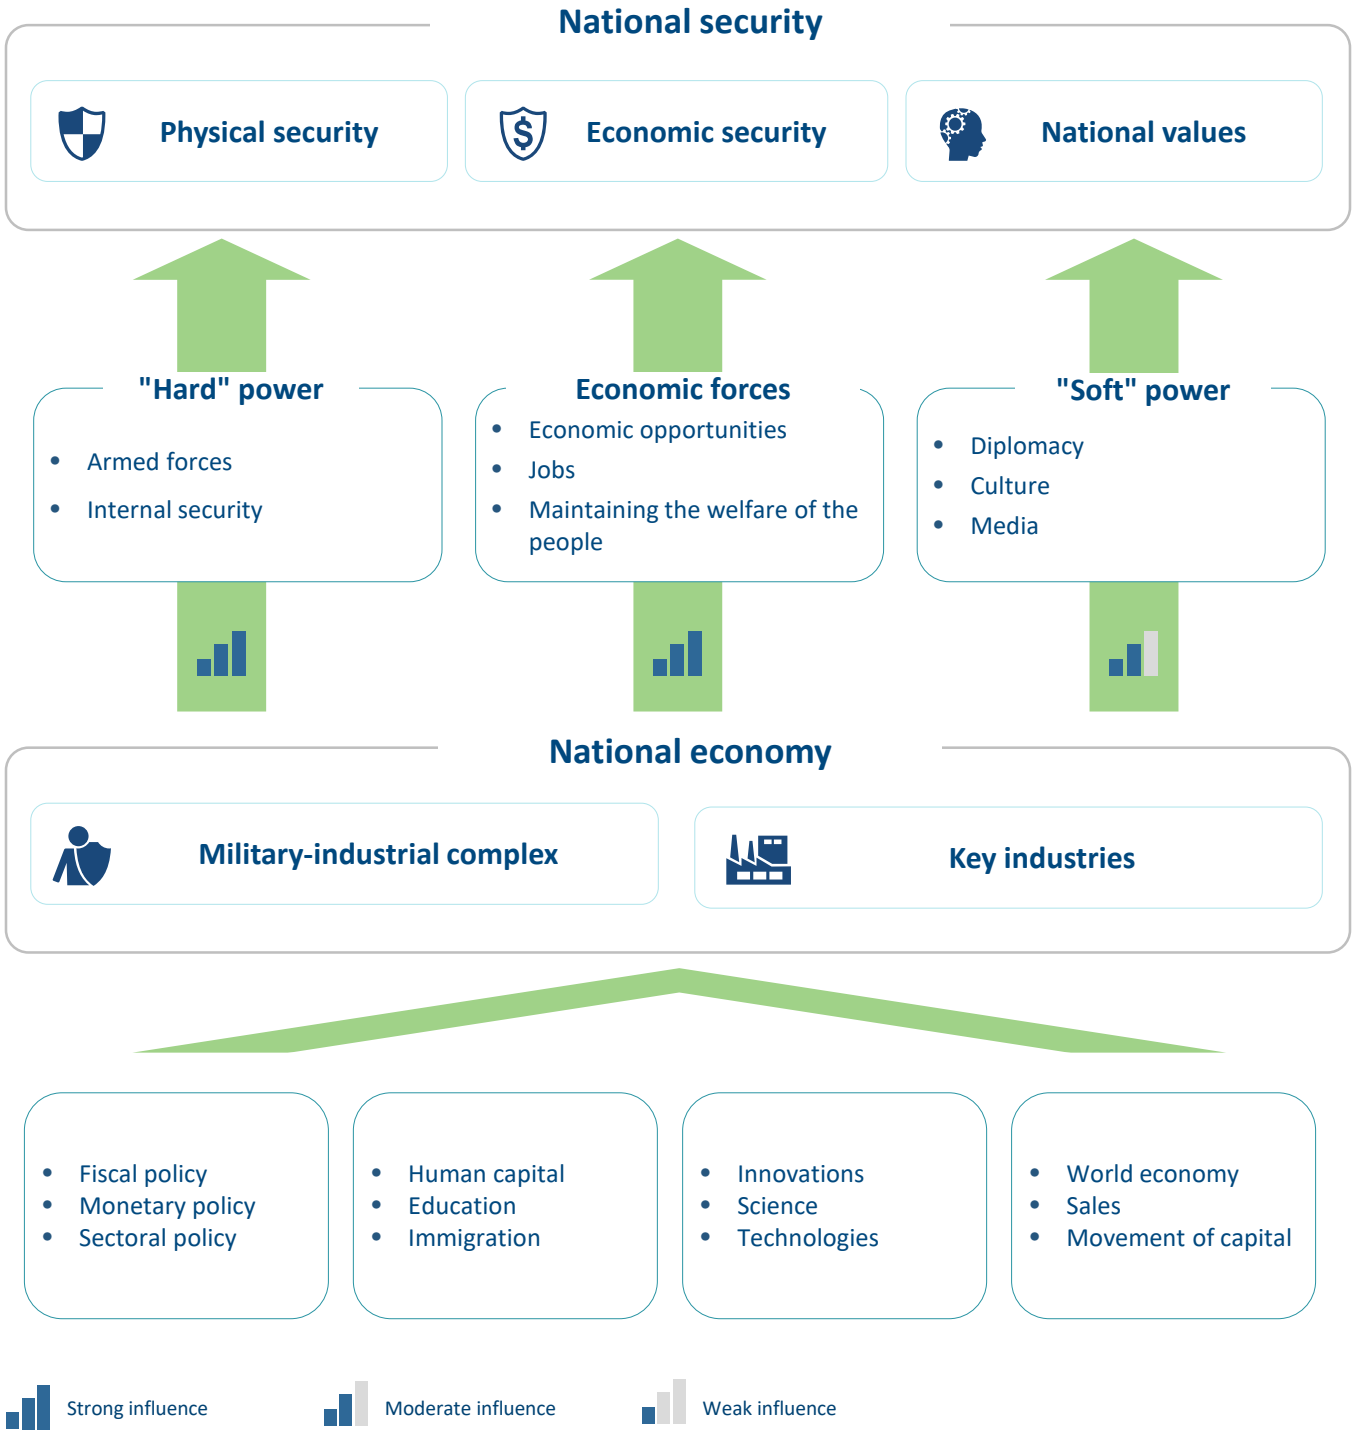 National security
Physical security
Economic security
National values
"Hard" power
• Armed forces
• Internal security
Economic forces
• Economic opportunities
• Jobs
• Maintaining the welfare of the
people
"Soft" power
• Diplomacy
• Culture
• Media
National economy
Military-industrial complex
Key industries
• Fiscal policy
• Monetary policy
• Sectoral policy
• Human capital
• Education
• Immigration
• Innovations
• Science
• Technologies
• World economy
• Sales
• Movement of capital
Strong influence
Moderate influence
Weak influence